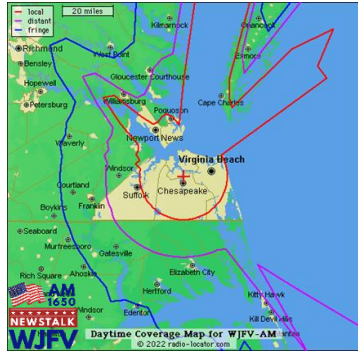 local
distant
fringe
20 miles
Kilmarnock
Onancock
Richmond
West Point
Exmore
Bensley
Gloucester Courthouse
Hopewell
Williamsburg
Cape Charles
Petersburg
Poquoson
Newport News
Waverly
Virginia Beach
Windsor
Chesapeake
Courtland
Suffolk
Boykins
Franklin
Seaboard
Murfreesboro
Gatesville
Rich Square
Ahoskie
Elizabeth City
AM
1650
Hertford
Kitty Hawk
NEWSTALK
Windsor
Edenton
Kill Devil Hills
WJFV
Daytime Coverage Map for WJFV-AM
© 2022 radio-locator.com